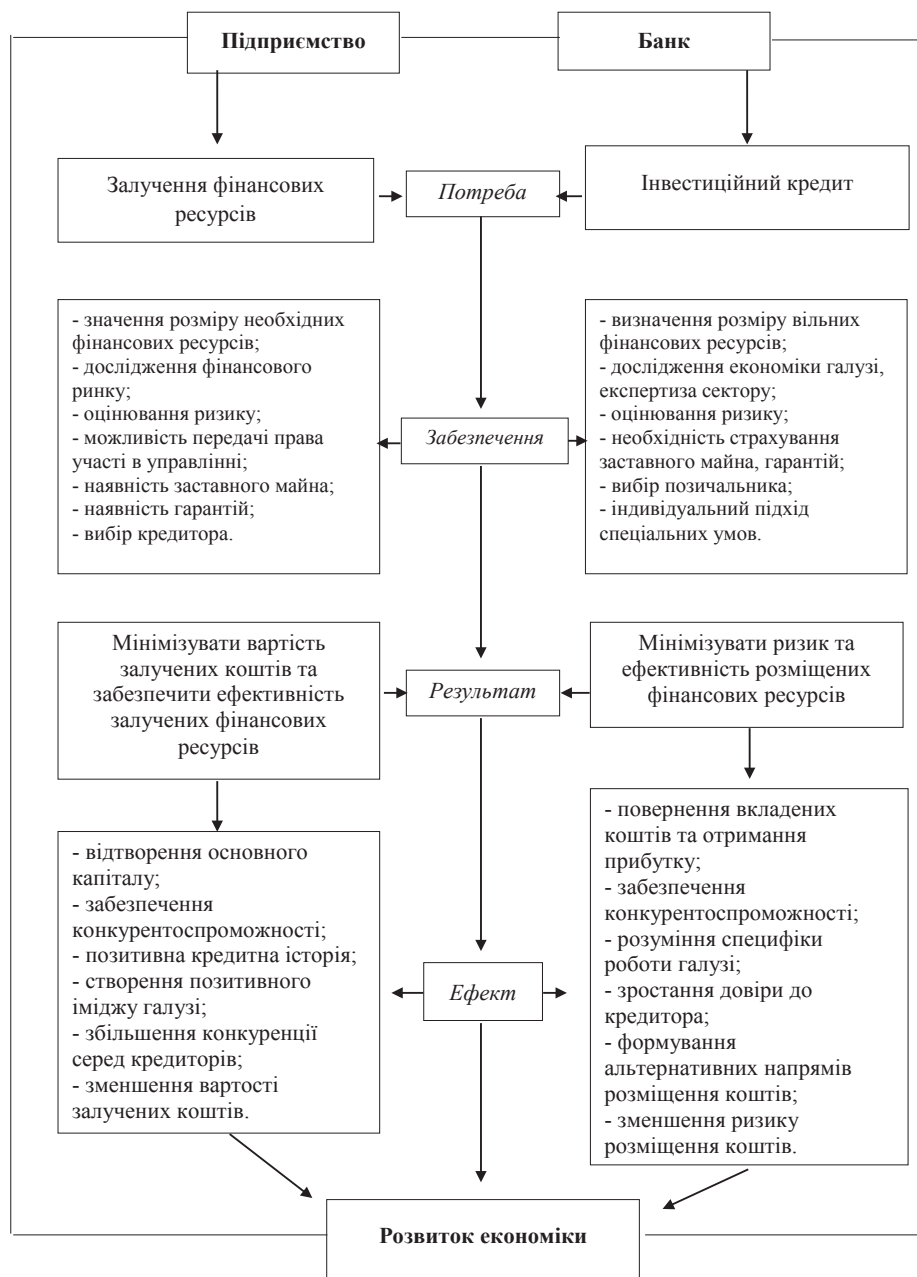 Підприємство
Банк
Залучення фінансових
ресурсів
Потреба
Інвестиційний кредит
- значення розміру необхідних
фінансових ресурсів;
- дослідження фінансового
ринку;
- оцінювання ризику;
- можливість передачі права
участі в управлінні;
- наявність заставного майна;
- наявність гарантій;
- вибір кредитора.
Забезпечення
- визначення розміру вільних
фінансових ресурсів;
- дослідження економіки галузі,
експертиза сектору;
- оцінювання ризику;
- необхідність страхування
заставного майна, гарантій;
- вибір позичальника;
- індивідуальний підхід
спеціальних умов.
Мінімізувати вартість
залучених коштів та
забезпечити ефективність
залучених фінансових
ресурсів
Результат
Мінімізувати ризик та
ефективність розміщених
фінансових ресурсів
- відтворення основного
капіталу;
- забезпечення
конкурентоспроможності;
- позитивна кредитна історія;
- створення позитивного
іміджу галузі;
- збільшення конкуренції
серед кредиторів;
- зменшення вартості
залучених коштів.
Ефект
- повернення вкладених
коштів та отримання
прибутку;
- забезпечення
конкурентоспроможності;
- розуміння специфіки
роботи галузі;
- зростання довіри до
кредитора;
- формування
альтернативних напрямів
розміщення коштів;
- зменшення ризику
розміщення коштів.
Розвиток економіки